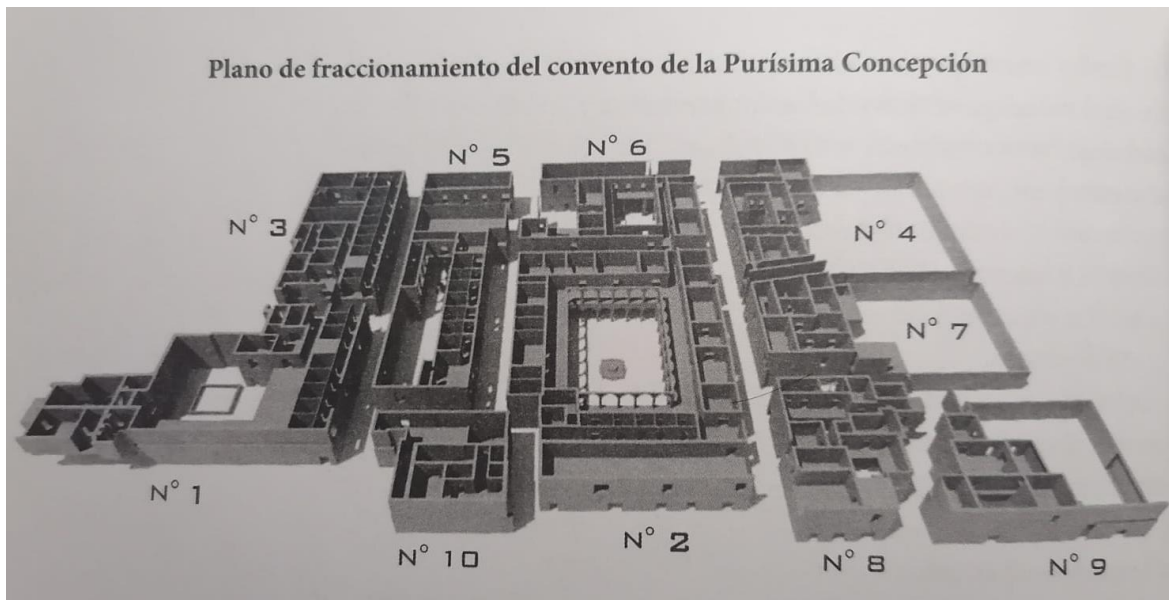 Plano de fraccionamiento del convento de la Purísima Concepción
N° 5
N° 6
N° 3
N° 4
N° 7
N° 1
N° 10
N° 2
N° 8
N° 9